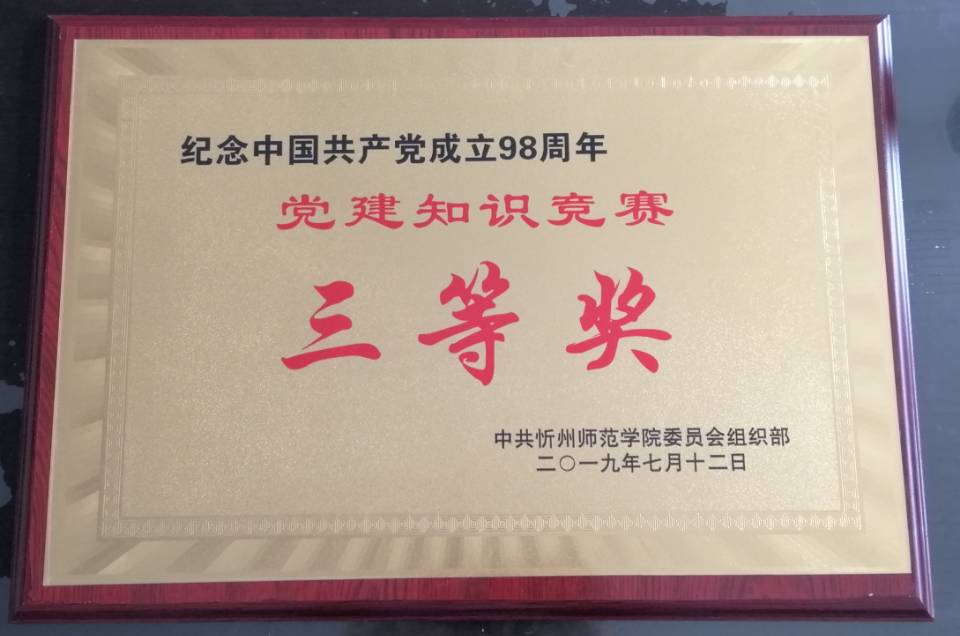 纪念中国共产党成立98周年
党建知识竞赛
三等奖
中共忻州师范学院委员会组织部
二〇一九年七月十二日